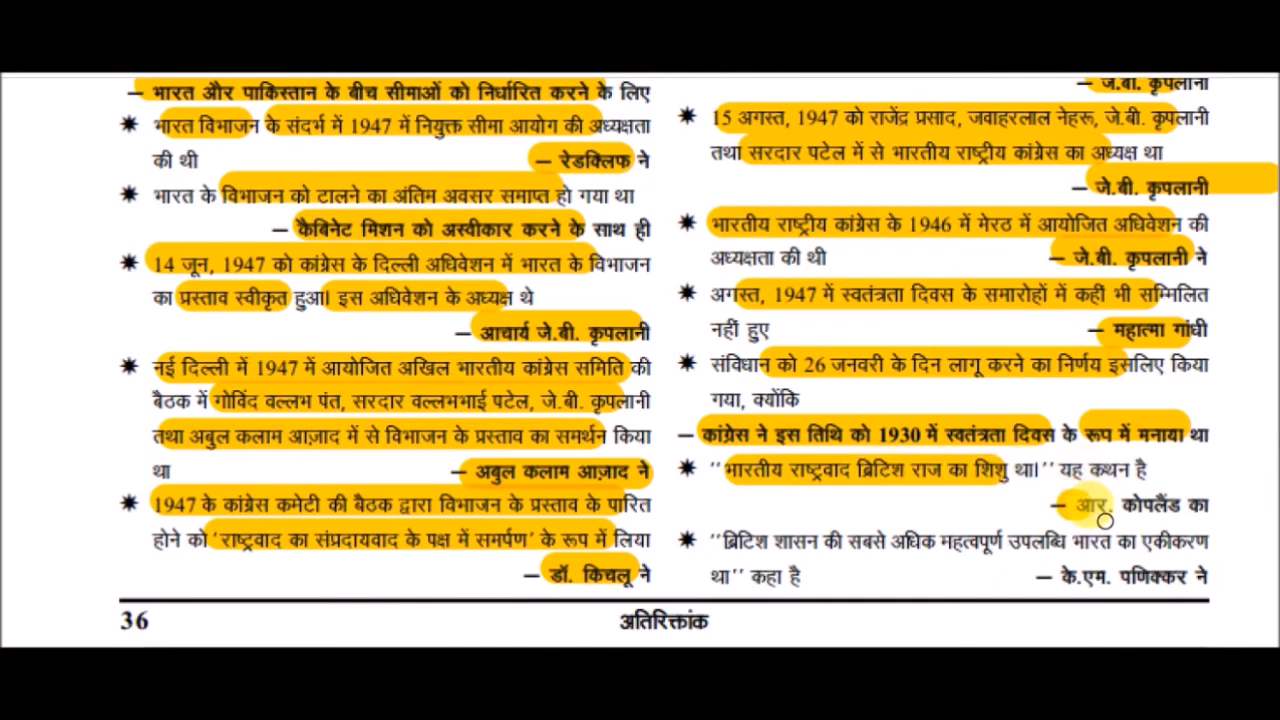 – भारत और पाकिस्तान के बीच सीमाओं को निर्धारित करने के लिए
✷ भारत विभाजन के संदर्भ में 1947 में नियुक्त सीमा आयोग की अध्यक्षता
की थी – रेडक्लिफ ने
✷ भारत के विभाजन को टालने का अंतिम अवसर समाप्त हो गया था
– कैबिनेट मिशन को अस्वीकार करने के साथ ही
✷ 14 जून, 1947 को कांग्रेस के दिल्ली अधिवेशन में भारत के विभाजन
का प्रस्ताव स्वीकृत हुआ। इस अधिवेशन के अध्यक्ष थे
– आचार्य जे.बी. कृपलानी
✷ नई दिल्ली में 1947 में आयोजित अखिल भारतीय कांग्रेस समिति की
बैठक में गोविंद वल्लभ पंत, सरदार वल्लभभाई पटेल, जे.बी. कृपलानी
तथा अबुल कलाम आज़ाद में से विभाजन के प्रस्ताव का समर्थन किया
था – अबुल कलाम आज़ाद ने
✷ 1947 के कांग्रेस कमेटी की बैठक द्वारा विभाजन के प्रस्ताव के पारित
होने को 'राष्ट्रवाद का संप्रदायवाद के पक्ष में समर्पण' के रूप में लिया
– डॉ. किचलू ने
– जे.बी. कृपलानी
✷ 15 अगस्त, 1947 को राजेंद्र प्रसाद, जवाहरलाल नेहरू, जे.बी. कृपलानी
तथा सरदार पटेल में से भारतीय राष्ट्रीय कांग्रेस का अध्यक्ष था
– जे.बी. कृपलानी
✷ भारतीय राष्ट्रीय कांग्रेस के 1946 में मेरठ में आयोजित अधिवेशन की
अध्यक्षता की थी – जे.बी. कृपलानी ने
✷ अगस्त, 1947 में स्वतंत्रता दिवस के समारोहों में कहीं भी सम्मिलित
नहीं हुए – महात्मा गांधी
✷ संविधान को 26 जनवरी के दिन लागू करने का निर्णय इसलिए किया
गया, क्योंकि
– कांग्रेस ने इस तिथि को 1930 में स्वतंत्रता दिवस के रूप में मनाया था
✷ ''भारतीय राष्ट्रवाद ब्रिटिश राज का शिशु था।'' यह कथन है
– आर. कोपलैंड का
✷ ''ब्रिटिश शासन की सबसे अधिक महत्वपूर्ण उपलब्धि भारत का एकीकरण
था'' कहा है – के.एम. पणिक्कर ने
36 अतिरिक्तांक